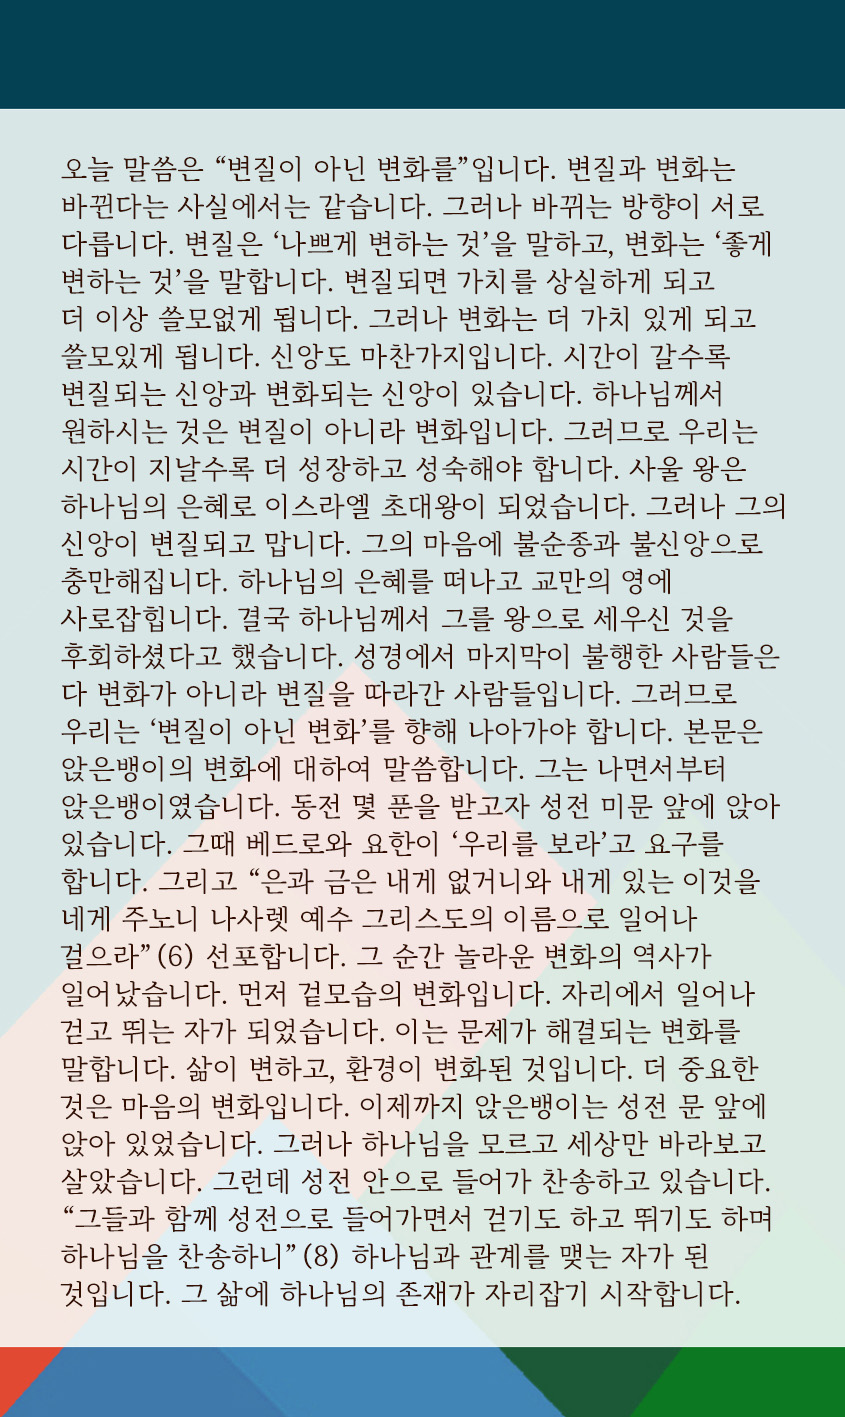 오늘 말씀은 “변질이 아닌 변화를”입니다. 변질과 변화는
바뀐다는 사실에서는 같습니다. 그러나 바뀌는 방향이 서로
다릅니다. 변질은 ‘나쁘게 변하는 것’을 말하고, 변화는 ‘좋게
변하는 것’을 말합니다. 변질되면 가치를 상실하게 되고
더 이상 쓸모없게 됩니다. 그러나 변화는 더 가치 있게 되고
쓸모있게 됩니다. 신앙도 마찬가지입니다. 시간이 갈수록
변질되는 신앙과 변화되는 신앙이 있습니다. 하나님께서
원하시는 것은 변질이 아니라 변화입니다. 그러므로 우리는
시간이 지날수록 더 성장하고 성숙해야 합니다. 사울 왕은
하나님의 은혜로 이스라엘 초대왕이 되었습니다. 그러나 그의
신앙이 변질되고 맙니다. 그의 마음에 불순종과 불신앙으로
충만해집니다. 하나님의 은혜를 떠나고 교만의 영에
사로잡힙니다. 결국 하나님께서 그를 왕으로 세우신 것을
후회하셨다고 했습니다. 성경에서 마지막이 불행한 사람들은
다 변화가 아니라 변질을 따라간 사람들입니다. 그러므로
우리는 ‘변질이 아닌 변화’를 향해 나아가야 합니다. 본문은
앉은뱅이의 변화에 대하여 말씀합니다. 그는 나면서부터
앉은뱅이였습니다. 동전 몇 푼을 받고자 성전 미문 앞에 앉아
있습니다. 그때 베드로와 요한이 ‘우리를 보라’고 요구를
합니다. 그리고 “은과 금은 내게 없거니와 내게 있는 이것을
네게 주노니 나사렛 예수 그리스도의 이름으로 일어나
걸으라”(6) 선포합니다. 그 순간 놀라운 변화의 역사가
일어났습니다. 먼저 겉모습의 변화입니다. 자리에서 일어나
걷고 뛰는 자가 되었습니다. 이는 문제가 해결되는 변화를
말합니다. 삶이 변하고, 환경이 변화된 것입니다. 더 중요한
것은 마음의 변화입니다. 이제까지 앉은뱅이는 성전 문 앞에
앉아 있었습니다. 그러나 하나님을 모르고 세상만 바라보고
살았습니다. 그런데 성전 안으로 들어가 찬송하고 있습니다.
“그들과 함께 성전으로 들어가면서 걷기도 하고 뛰기도 하며
하나님을 찬송하니”(8) 하나님과 관계를 맺는 자가 된
것입니다. 그 삶에 하나님의 존재가 자리잡기 시작합니다.